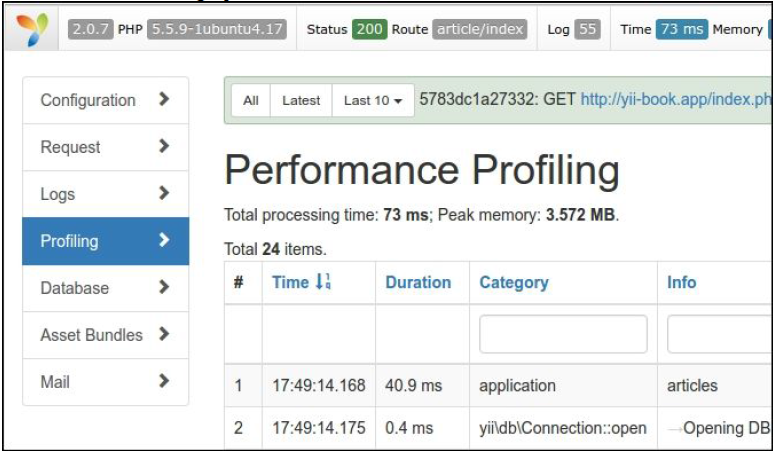 2.0.7 PHP 5.5.9-1ubuntu4.17 Status 200 Route article/index Log 55 Time 73 ms Memory
Configuration
Request
Logs
Profiling
Database
Asset Bundles
Mail
All Latest Last 10 5783dc1a27332: GET http://yii-book.app/index.ph
Performance Profiling
Total processing time: 73 ms; Peak memory: 3.572 MB.
Total 24 items.
# Time Duration Category Info
1 17:49:14.168 40.9 ms application articles
2 17:49:14.175 0.4 ms yii\db\Connection::open →Opening DB